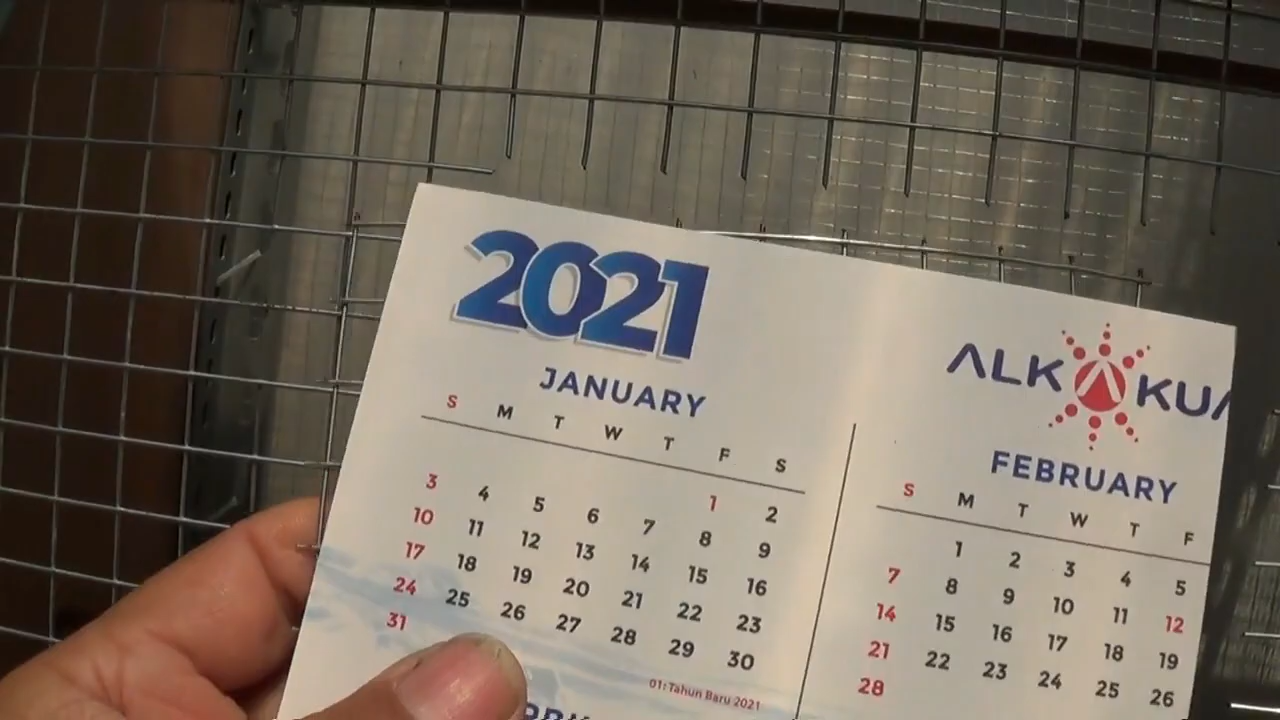 2021
ALK KUA
JANUARY
S M T W T F S
1 2
3 4 5 6 7 8 9
10 11 12 13 14 15 16
17 18 19 20 21 22 23
24 25 26 27 28 29 30
31
01: Tahun Baru 2021
FEBRUARY
S M T W T F
1 2 3 4 5
7 8 9 10 11 12
14 15 16 17 18 19
21 22 23 24 25 26
28